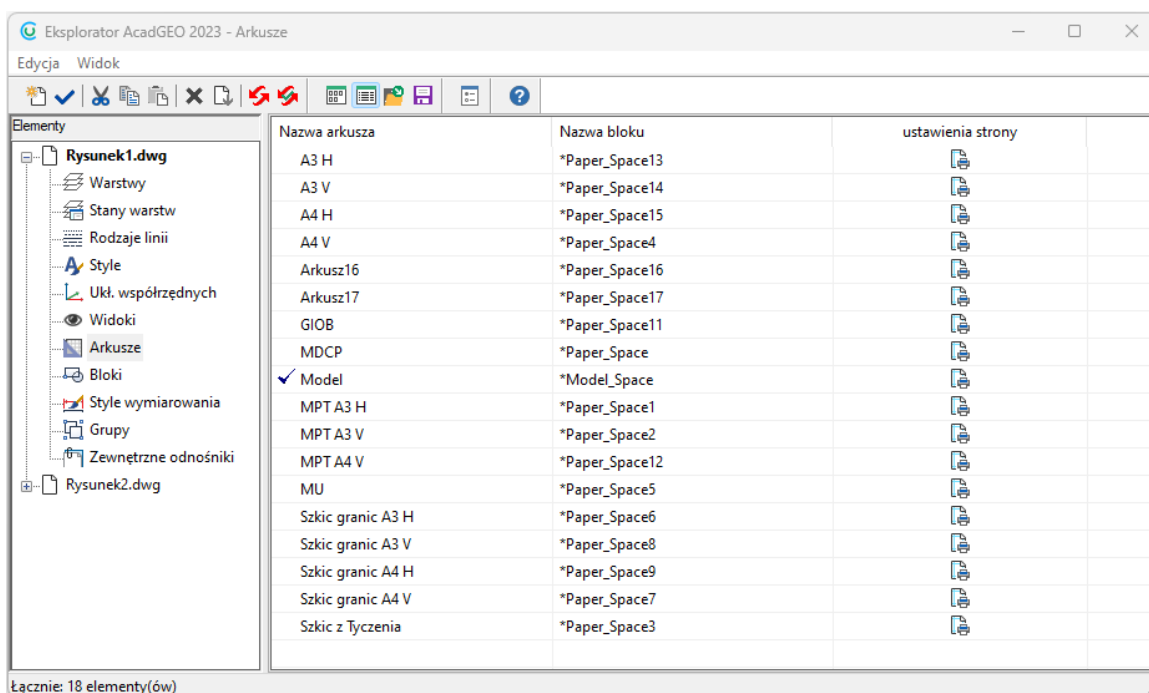 Eksplorator AcadGEO 2023 - Arkusze
Edycja Widok
Elementy
Rysunek1.dwg
Warstwy
Stany warstw
Rodzaje linii
Style
Ukł. współrzędnych
Widoki
Arkusze
Bloki
Style wymiarowania
Grupy
Zewnętrzne odnośniki
Rysunek2.dwg
Nazwa arkusza Nazwa bloku ustawienia strony
A3 H *Paper_Space13
A3 V *Paper_Space14
A4 H *Paper_Space15
A4 V *Paper_Space4
Arkusz16 *Paper_Space16
Arkusz17 *Paper_Space17
GIOB *Paper_Space11
MDCP *Paper_Space
Model *Model_Space
MPT A3 H *Paper_Space1
MPT A3 V *Paper_Space2
MPT A4 V *Paper_Space12
MU *Paper_Space5
Szkic granic A3 H *Paper_Space6
Szkic granic A3 V *Paper_Space8
Szkic granic A4 H *Paper_Space9
Szkic granic A4 V *Paper_Space7
Szkic z Tyczenia *Paper_Space3
Łącznie: 18 elementy(ów)